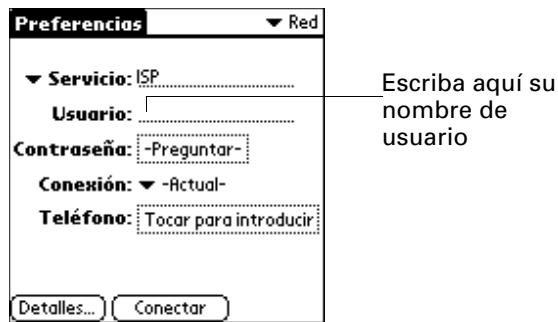 Preferencias Red
Servicio: ISP
Usuario:
Contraseña: -Preguntar-
Conexión: -Actual-
Teléfono: Tocar para introducir
Detalles... Conectar
Escriba aquí su
nombre de
usuario